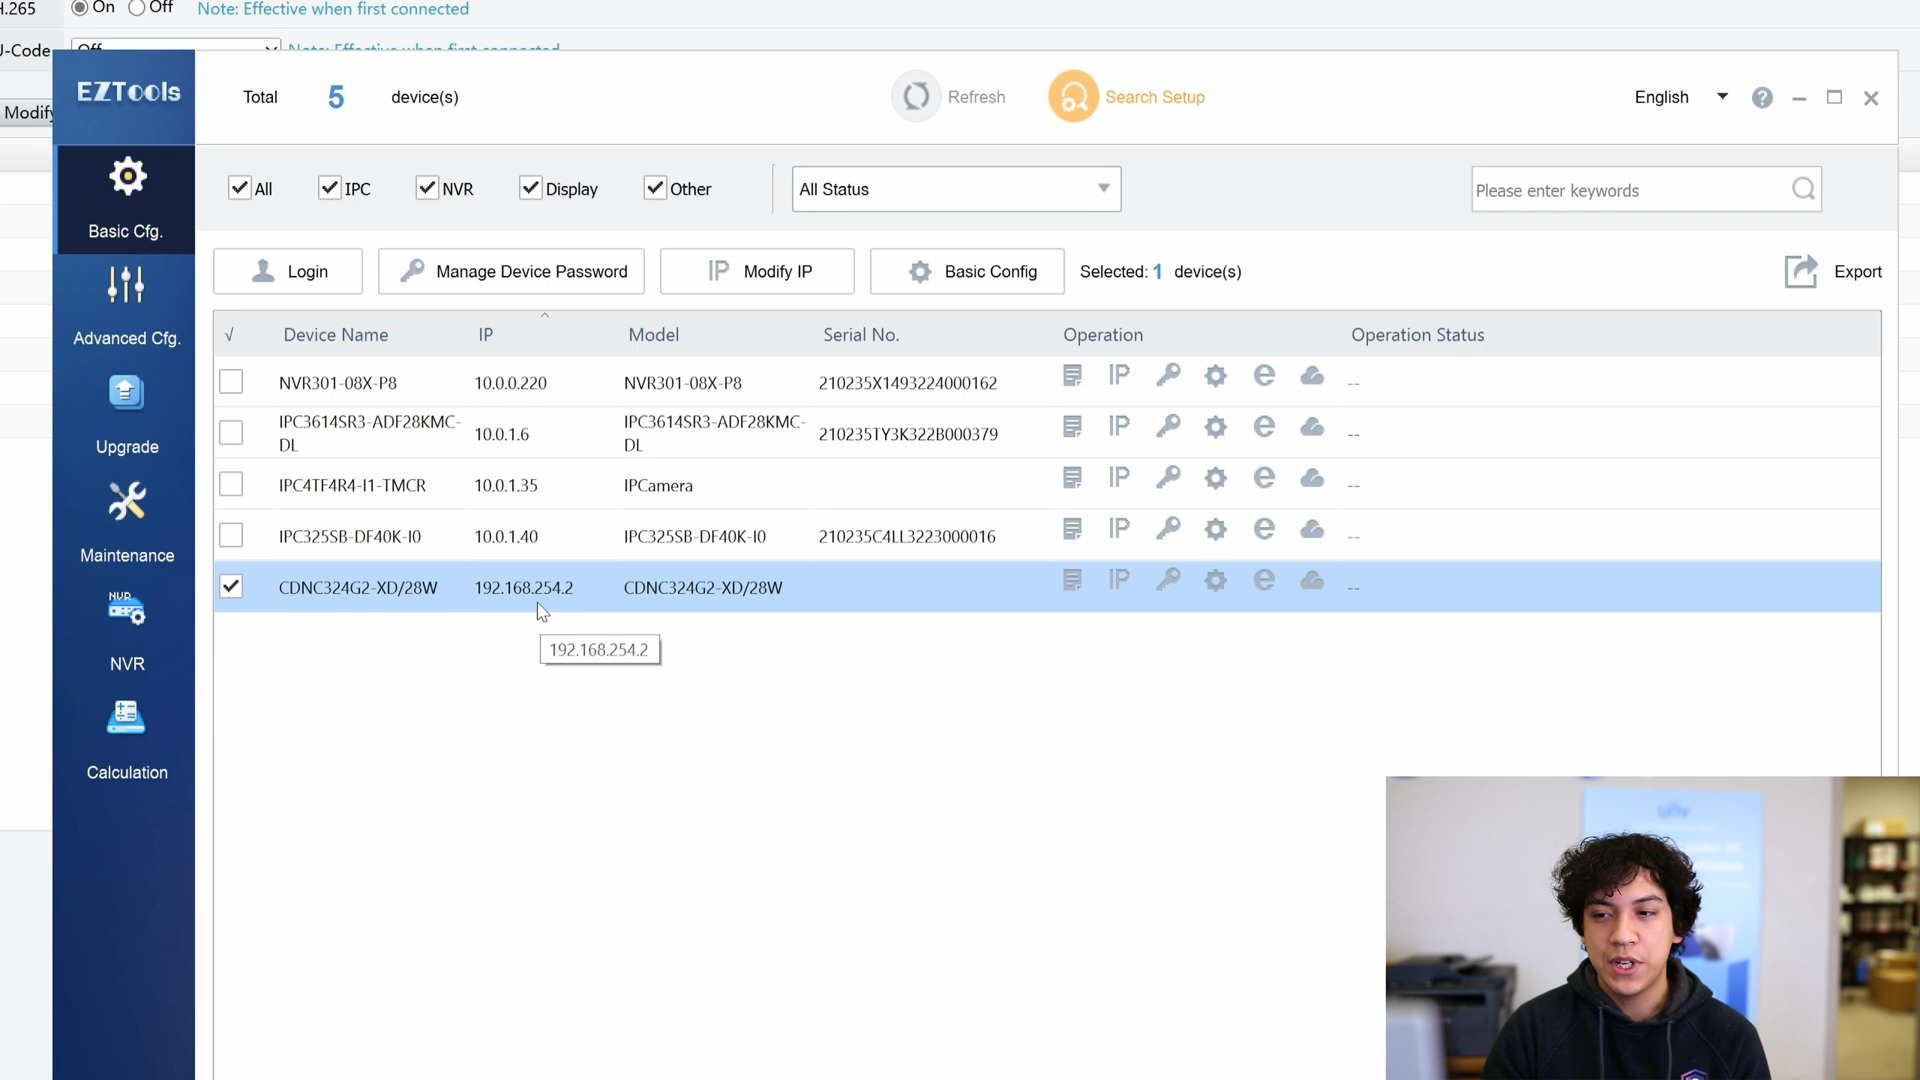 H.265 On Off Note: Effective when first connected
U-Code Off Note: Effective when first connected
Modify
EZTools
Total 5 device(s)
Refresh
Search Setup
English
Basic Cfg.
Advanced Cfg.
Upgrade
Maintenance
NVR
NVR
Calculation
All IPC NVR Display Other
All Status
Please enter keywords
Login
Manage Device Password
IP Modify IP
Basic Config
Selected: 1 device(s)
Export
√ Device Name IP Model Serial No. Operation Operation Status
NVR301-08X-P8 10.0.0.220 NVR301-08X-P8 210235X1493224000162 IP --
IPC3614SR3-ADF28KMC-DL 10.0.1.6 IPC3614SR3-ADF28KMC-DL 210235TY3K322B000379 IP --
IPC4TF4R4-I1-TMCR 10.0.1.35 IPCamera IP --
IPC325SB-DF40K-I0 10.0.1.40 IPC325SB-DF40K-I0 210235C4LL3223000016 IP --
CDNC324G2-XD/28W 192.168.254.2 CDNC324G2-XD/28W IP --
192.168.254.2